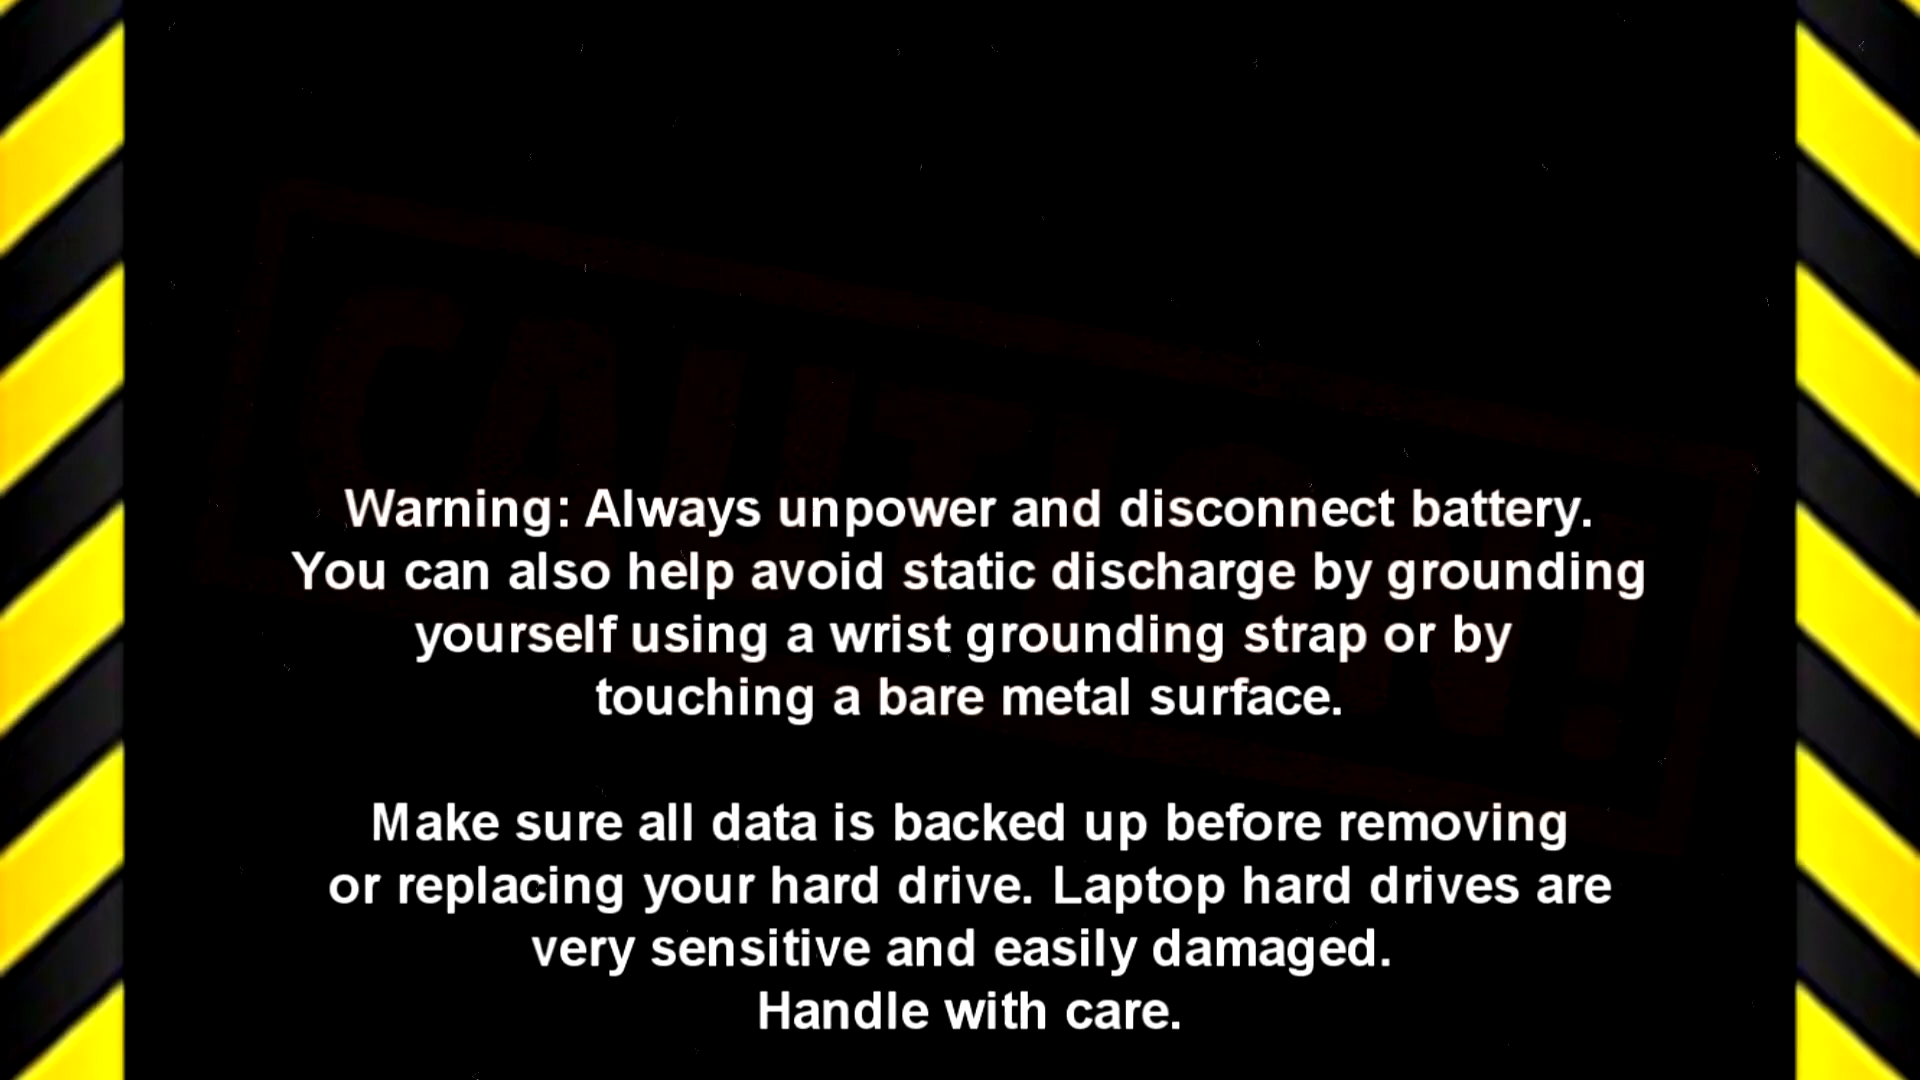 CAUTION!
Warning: Always unpower and disconnect battery.
You can also help avoid static discharge by grounding
yourself using a wrist grounding strap or by
touching a bare metal surface.
Make sure all data is backed up before removing
or replacing your hard drive. Laptop hard drives are
very sensitive and easily damaged.
Handle with care.